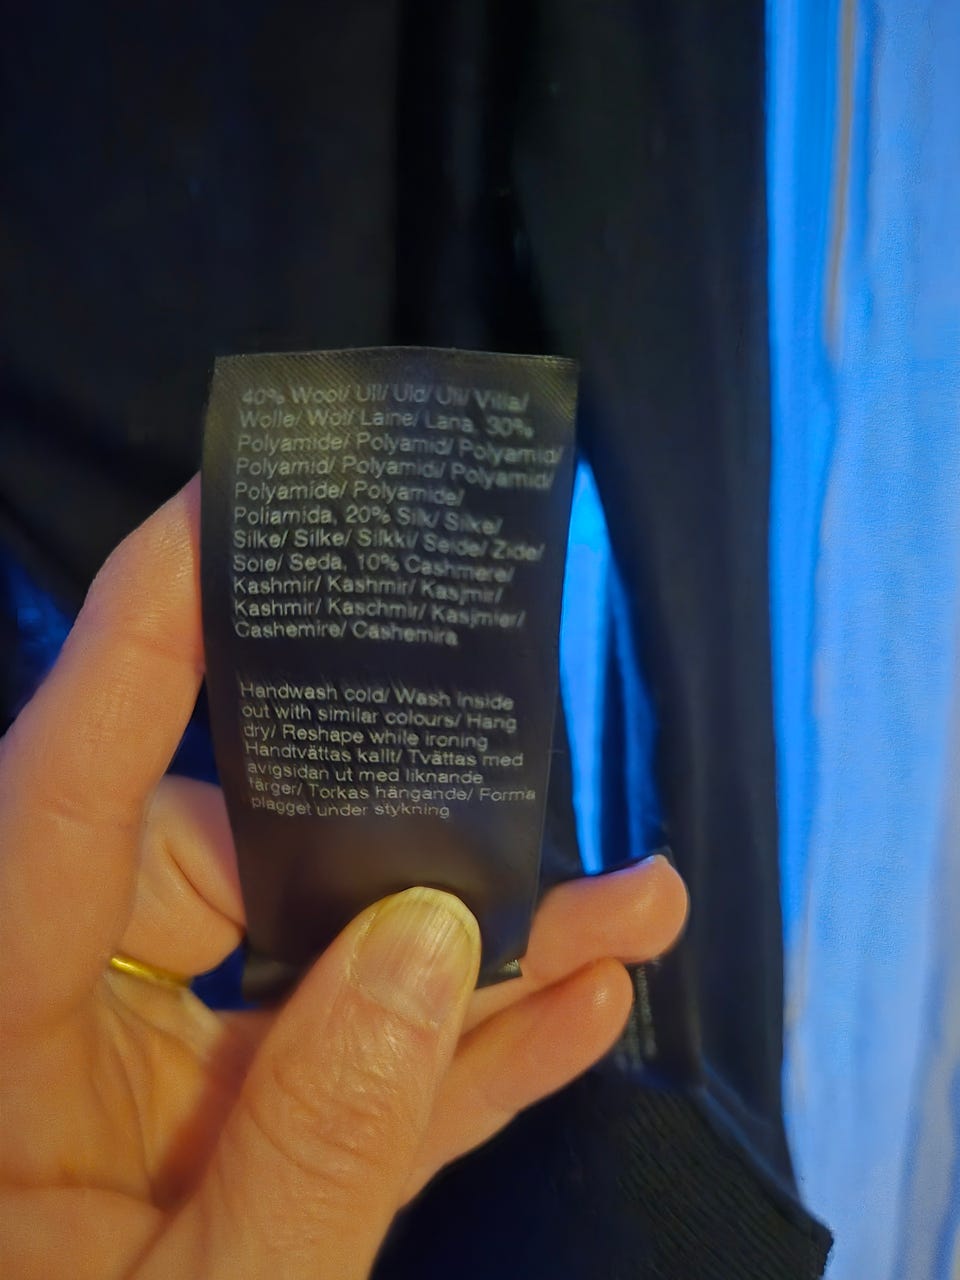 40% Wool/ Ull/ Uld/ Ull/ Villa/
Wolle/ Wol/ Laine/ Lana, 30%
Polyamide/ Polyamid/ Polyamid/
Polyamid/ Polyamid/ Polyamid/
Polyamide/ Polyamide/
Poliamida, 20% Silk/ Silke/
Silke/ Silke/ Silkki/ Seide/ Zide/
Soie/ Seda, 10% Cashmere/
Kashmir/ Kashmir/ Kasjmir/
Kashmir/ Kaschmir/ Kasjmier/
Cashemire/ Cashemira
Handwash cold/ Wash inside
out with similar colours/ Hang
dry/ Reshape while ironing
Handtvättas kallt/ Tvättas med
avigsidan ut med liknande
färger/ Torkas hängande/ Forma
plagget under stykning